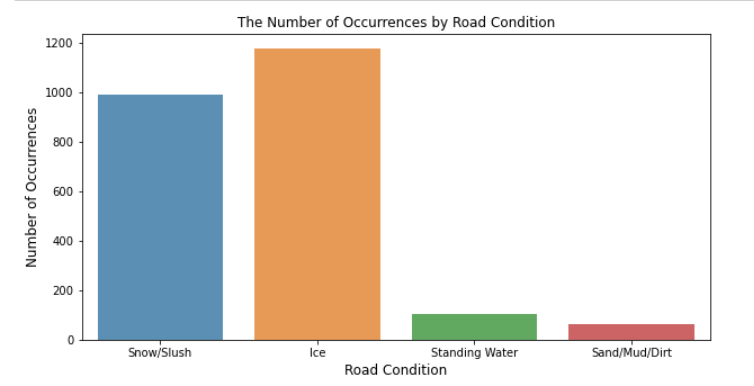 The Number of Occurrences by Road Condition
1200
1000
800
600
400
200
0
Number of Occurrences
Snow/Slush
Ice
Standing Water
Sand/Mud/Dirt
Road Condition